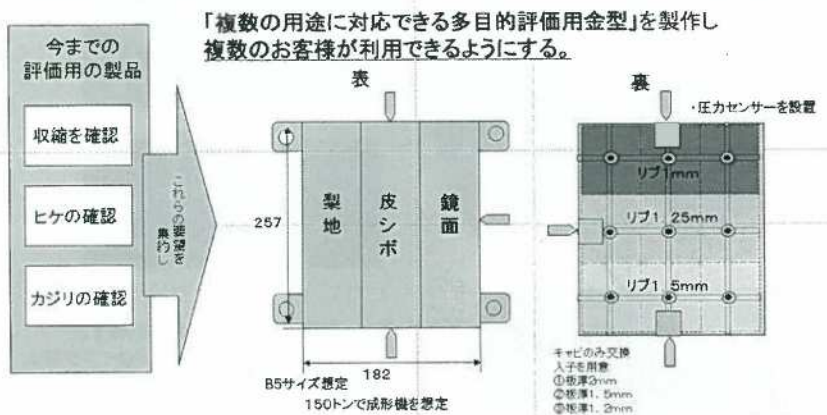 「複数の用途に対応できる多目的評価用金型」を製作し
複数のお客様が利用できるようにする。
今までの
評価用の製品
収縮を確認
ヒケの確認
カジリの確認
これらの要望を
集約し
表
257
梨地
皮シボ
鏡面
182
B5サイズ想定
150トンで成形機を想定
裏
・圧力センサーを設置
リブ1mm
リブ1．25mm
リブ1．5mm
キャビのみ交換
入子を用意
①板厚2mm
②板厚1．5mm
③板厚1．2mm